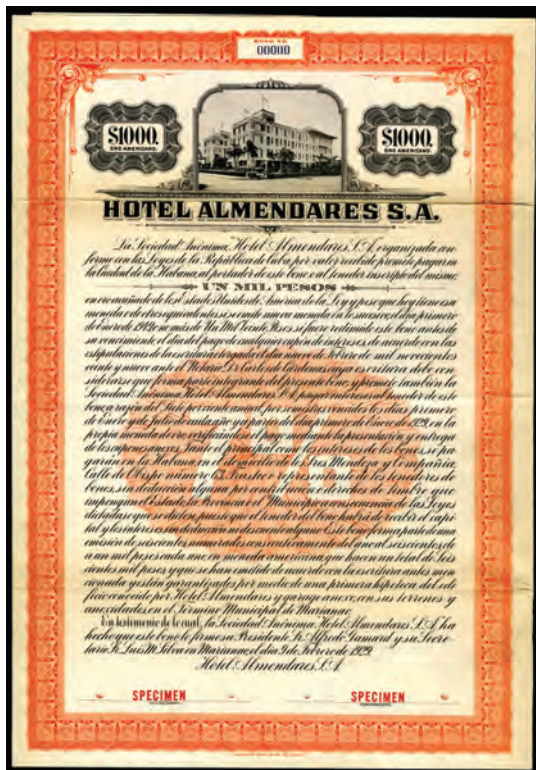 BOND NO.
00000
$1000. $1000.
ORO AMERICANO. ORO AMERICANO.
HOTEL ALMENDARES S.A.
La Sociedad Anónima, Hotel Almendares S.A. organizada con-
forme con las Leyes de la República de Cuba, por valor recibido promete pagar en
la Ciudad de la Habana, al portador de este bono o al tenedor inscripto del mismo,
UN MIL PESOS
en oro acuñado de los Estados Unidos de América de la Ley y peso que hoy tiene esa
moneda o de otros equivalentes si se emite nueva moneda en lo sucesivo, el día primero
de Enero de 1942 o no más de Un Mil Veinte Pesos si fuere redimido este bono antes de
su vencimiento el día del pago de cualquier cupón de intereses, de acuerdo con las
estipulaciones de la escritura otorgada el día nueve de Febrero de mil novecientos
veinte y nueve ante el Notario Dr. Carlos de Cárdenas, cuya escritura debe con-
siderarse que forma parte integrante del presente bono, y promete también la
Sociedad Anónima Hotel Almendares S.A. pagar intereses al tenedor de este
bono, a razón del Siete por ciento anual, por semestres vencidos los días primero
de Enero y de Julio de cada año y a partir del día primero de Enero de 1929, en la
propia moneda de oro verificándose el pago mediante la presentación y entrega
de los cupones anexos. Tanto el principal como los intereses de los bonos, se pa-
garán en la Habana, en el domicilio de los Sres Mendoza y Compañía,
Calle de Obispo número 63, Trustee o representante de los tenedores de
bonos, sin deducción alguna por contribución o derechos de timbre que
impongan el Estado, la Provincia o el Municipio a consecuencia de las Leyes
dictadas o que se dicten, pues es que el tenedor del bono habrá de recibir el capi-
tal y los intereses sin deducción ni descuento alguno. Este bono forma parte de una
emisión de seiscientos numerados consecutivamente del uno al seiscientos, de
a un mil pesos cada uno, en moneda americana, que hacen un total de Seis-
cientos mil pesos y que se han emitido de acuerdo con la escritura antes men-
cionada y están garantizados por medio de una primera hipoteca del edi-
ficio conocido por Hotel Almendares y garage anexo, con sus terrenos y
anexidades, en el Término Municipal de Marianao.
En testimonio de lo cual, la Sociedad Anónima, Hotel Almendares S.A. ha
hecho que este bono lo firme su Presidente Sr. Alfredo Gamard y su Secre-
tario Sr. Luis M. Silva en Marianao, el día 9 de Febrero de 1929.
Hotel Almendares S.A.
SPECIMEN SPECIMEN